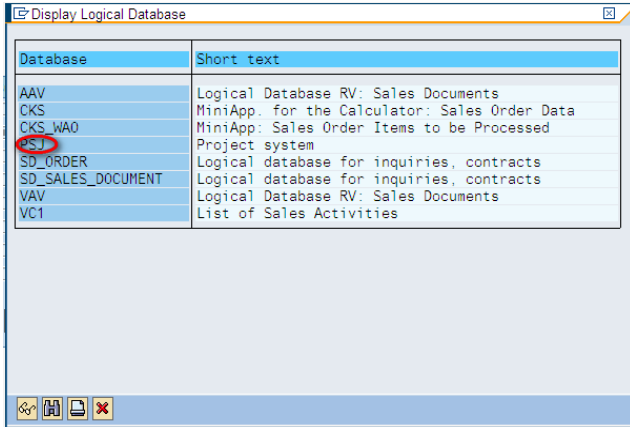 Display Logical Database
Database Short text
AAV Logical Database RV: Sales Documents
CKS MiniApp. for the Calculator: Sales Order Data
CKS_WAO MiniApp: Sales Order Items to be Processed
PSJ Project system
SD_ORDER Logical database for inquiries, contracts
SD_SALES_DOCUMENT Logical database for inquiries, contracts
VAV Logical Database RV: Sales Documents
VC1 List of Sales Activities